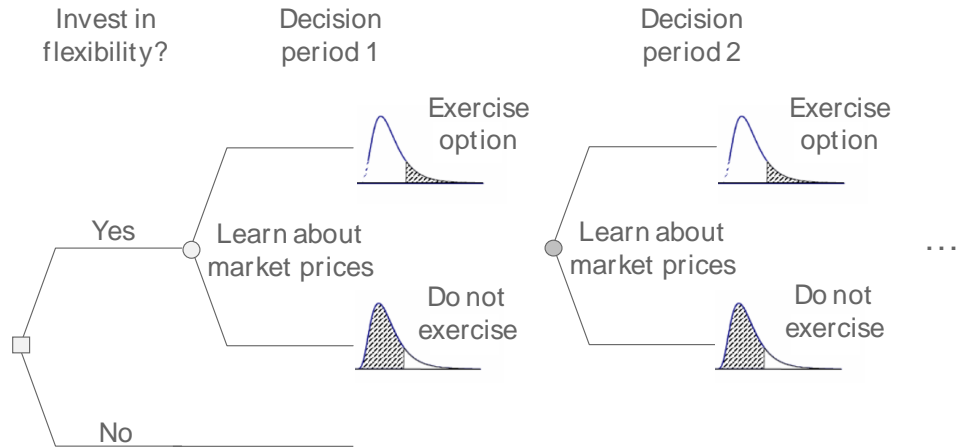 Invest in
flexibility?
Decision
period 1
Decision
period 2
Exercise
option
Exercise
option
Yes
Learn about
market prices
Learn about
market prices
...
Do not
exercise
Do not
exercise
No